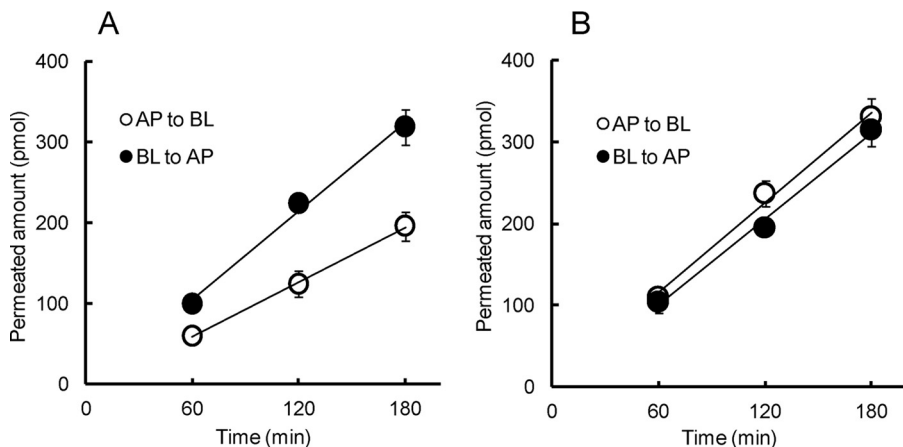 A
Permeated amount (pmol)
400
300
200
100
0
AP to BL
BL to AP
0
60
120
180
Time (min)
B
Permeated amount (pmol)
400
300
200
100
0
AP to BL
BL to AP
0
60
120
180
Time (min)